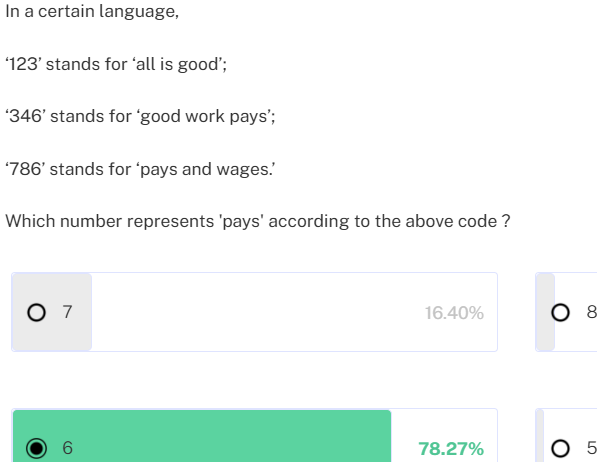 In a certain language,
‘123’ stands for ‘all is good’;
‘346’ stands for ‘good work pays’;
‘786’ stands for ‘pays and wages.’
Which number represents 'pays' according to the above code ?
7 16.40% 8
6 78.27% 5